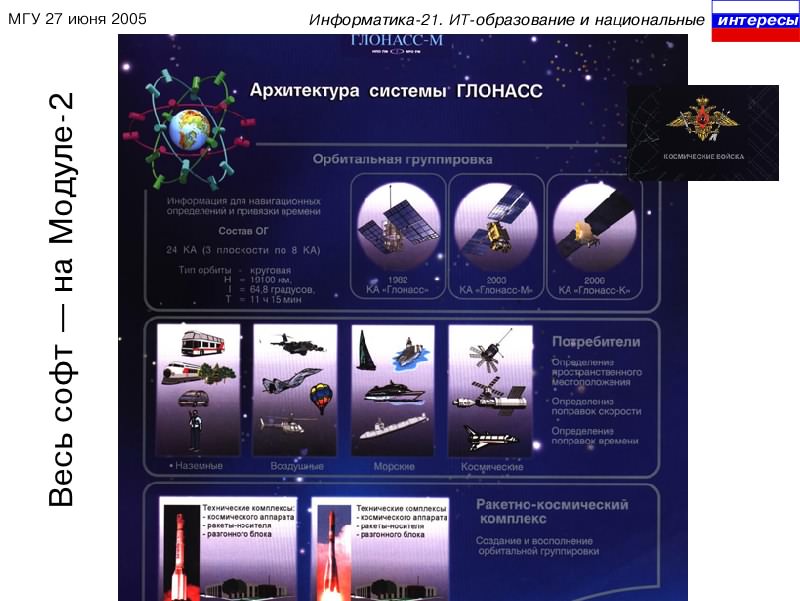 МГУ 27 июня 2005
Информатика-21. ИТ-образование и национальные интересы
Весь софт — на Модуле-2
ГЛОНАСС-М
Архитектура системы ГЛОНАСС
КОСМИЧЕСКИЕ ВОЙСКА
Орбитальная группировка
Информация для навигационных
определений и привязки времени
Состав ОГ
24 КА (3 плоскости по 8 КА)
Тип орбиты - круговая
H = 19100 км,
I = 64,8 градусов,
T = 11 ч 15 мин
1982
КА «Глонасс»
2003
КА «Глонасс-М»
2006
КА «Глонасс-К»
Потребители
Определение
пространственного
местоположения
Определение
поправок скорости
Определение
поправок времени
Наземные
Воздушные
Морские
Космические
Технические комплексы:
- космического аппарата
- ракеты-носителя
- разгонного блока
Технические комплексы
- космического аппарата
- ракеты-носителя
- разгонного блока
Ракетно-космический
комплекс
Создание и восполнение
орбитальной группировки